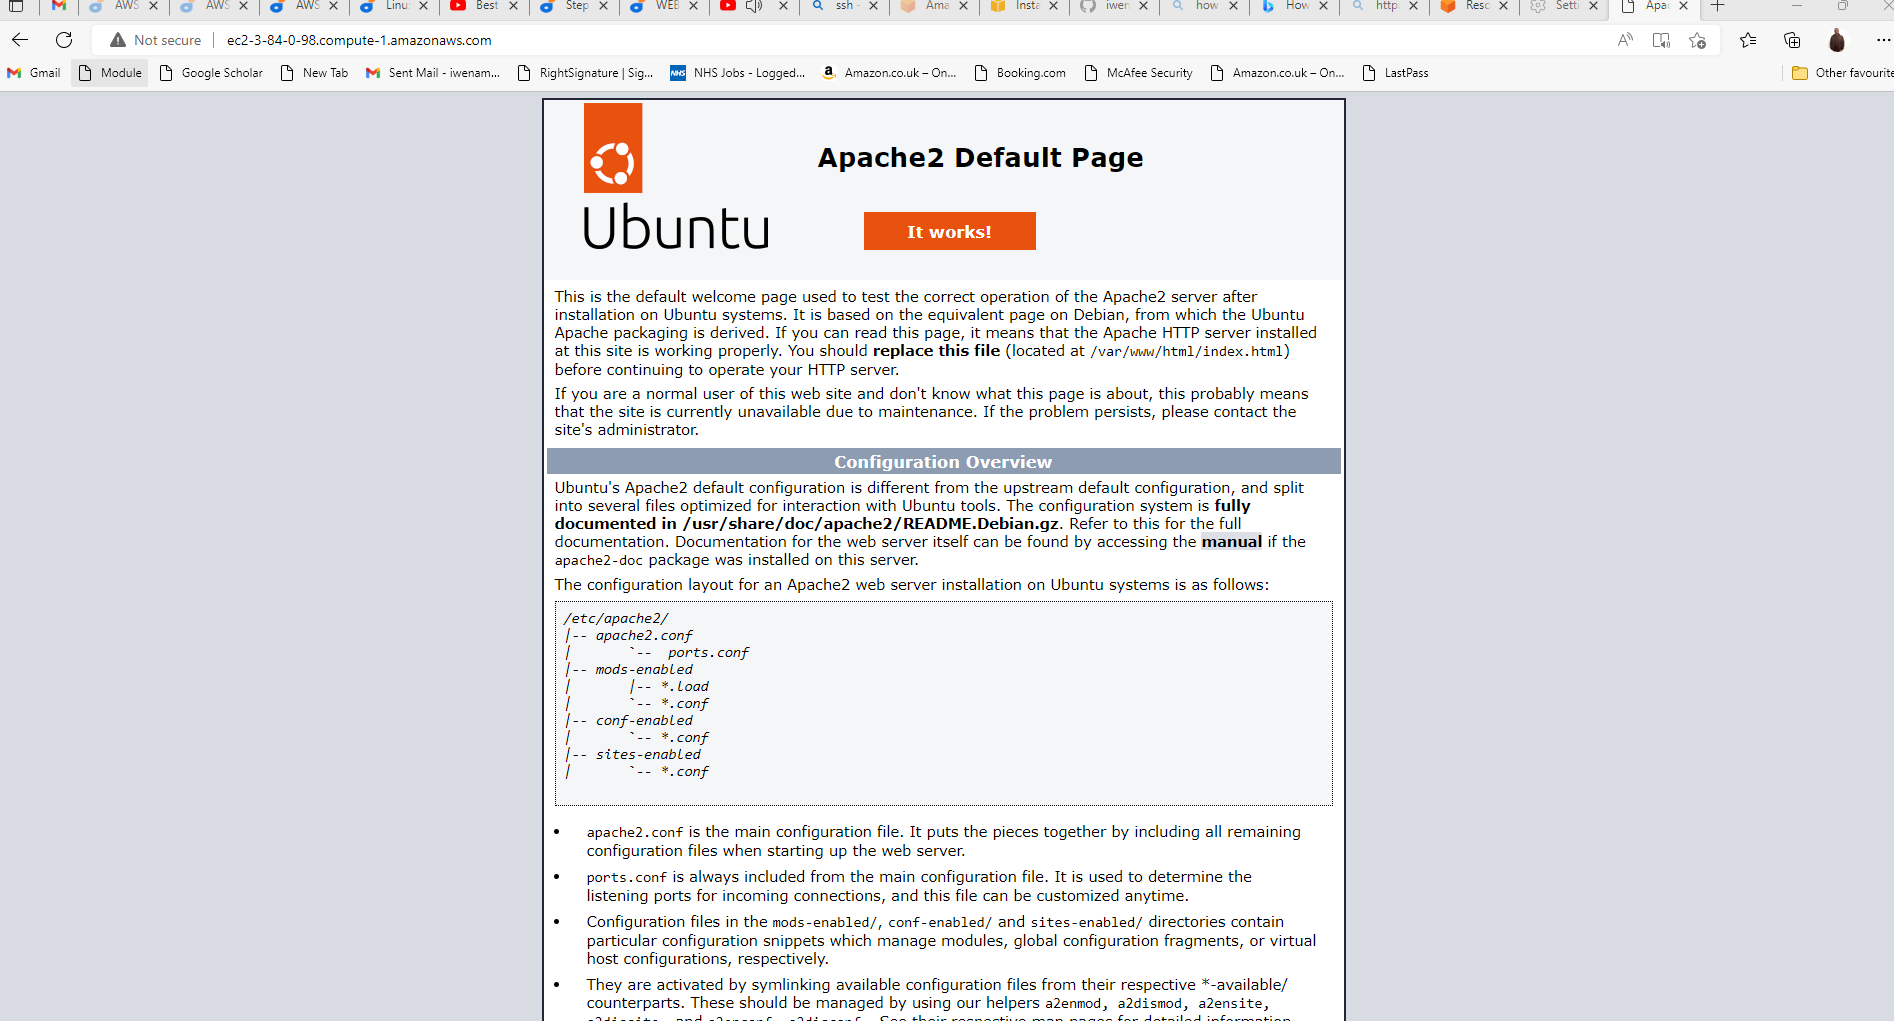 AWS AWS AWS Linu Best Step WEB ssh - Ama Insta iwen how How http: Resc Setti Apac
Not secure ec2-3-84-0-98.compute-1.amazonaws.com
Gmail Module Google Scholar New Tab Sent Mail - iwenam... RightSignature | Sig... NHS Jobs - Logged... Amazon.co.uk – On... Booking.com McAfee Security Amazon.co.uk – On... LastPass Other favourite
Apache2 Default Page
Ubuntu
It works!
This is the default welcome page used to test the correct operation of the Apache2 server after
installation on Ubuntu systems. It is based on the equivalent page on Debian, from which the Ubuntu
Apache packaging is derived. If you can read this page, it means that the Apache HTTP server installed
at this site is working properly. You should replace this file (located at /var/www/html/index.html)
before continuing to operate your HTTP server.
If you are a normal user of this web site and don't know what this page is about, this probably means
that the site is currently unavailable due to maintenance. If the problem persists, please contact the
site's administrator.
Configuration Overview
Ubuntu's Apache2 default configuration is different from the upstream default configuration, and split
into several files optimized for interaction with Ubuntu tools. The configuration system is fully
documented in /usr/share/doc/apache2/README.Debian.gz. Refer to this for the full
documentation. Documentation for the web server itself can be found by accessing the manual if the
apache2-doc package was installed on this server.
The configuration layout for an Apache2 web server installation on Ubuntu systems is as follows:
/etc/apache2/
|-- apache2.conf
|       `--  ports.conf
|-- mods-enabled
|       |-- *.load
|       `-- *.conf
|-- conf-enabled
|       `-- *.conf
|-- sites-enabled
|       `-- *.conf
• apache2.conf is the main configuration file. It puts the pieces together by including all remaining
configuration files when starting up the web server.
• ports.conf is always included from the main configuration file. It is used to determine the
listening ports for incoming connections, and this file can be customized anytime.
• Configuration files in the mods-enabled/, conf-enabled/ and sites-enabled/ directories contain
particular configuration snippets which manage modules, global configuration fragments, or virtual
host configurations, respectively.
• They are activated by symlinking available configuration files from their respective *-available/
counterparts. These should be managed by using our helpers a2enmod, a2dismod, a2ensite,
a2dissite, and a2enconf, a2disconf . See their respective man pages for detailed information.